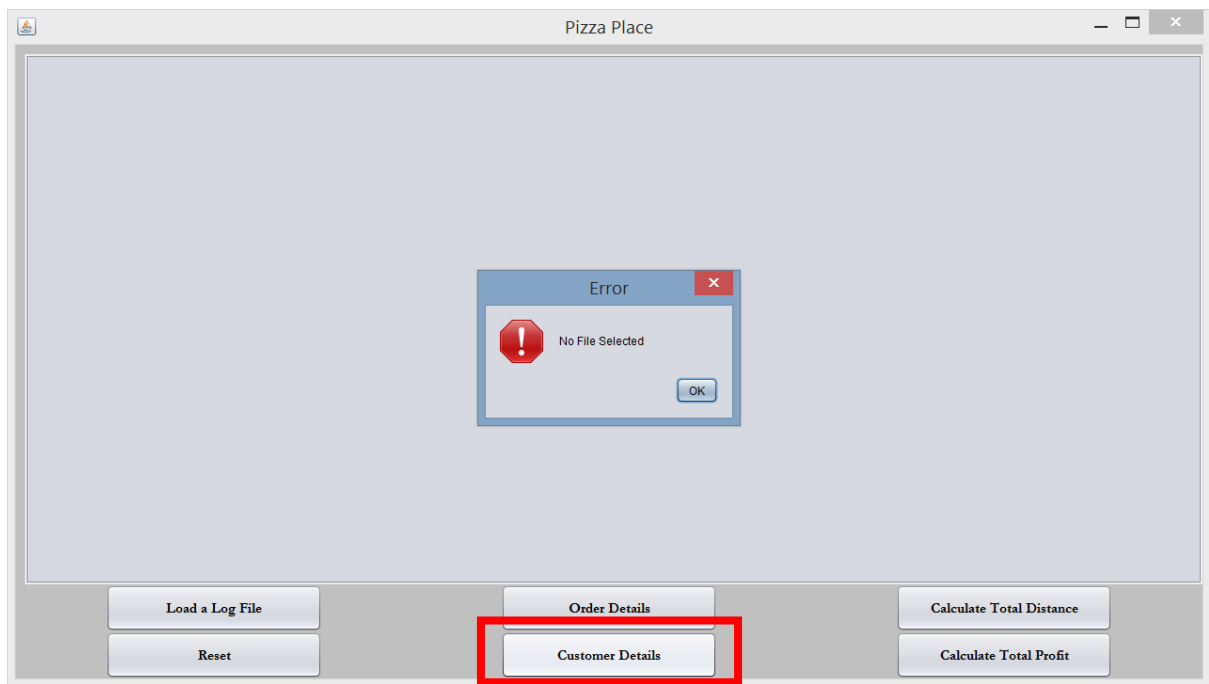 Pizza Place
Error
No File Selected
OK
Load a Log File
Order Details
Calculate Total Distance
Reset
Customer Details
Calculate Total Profit